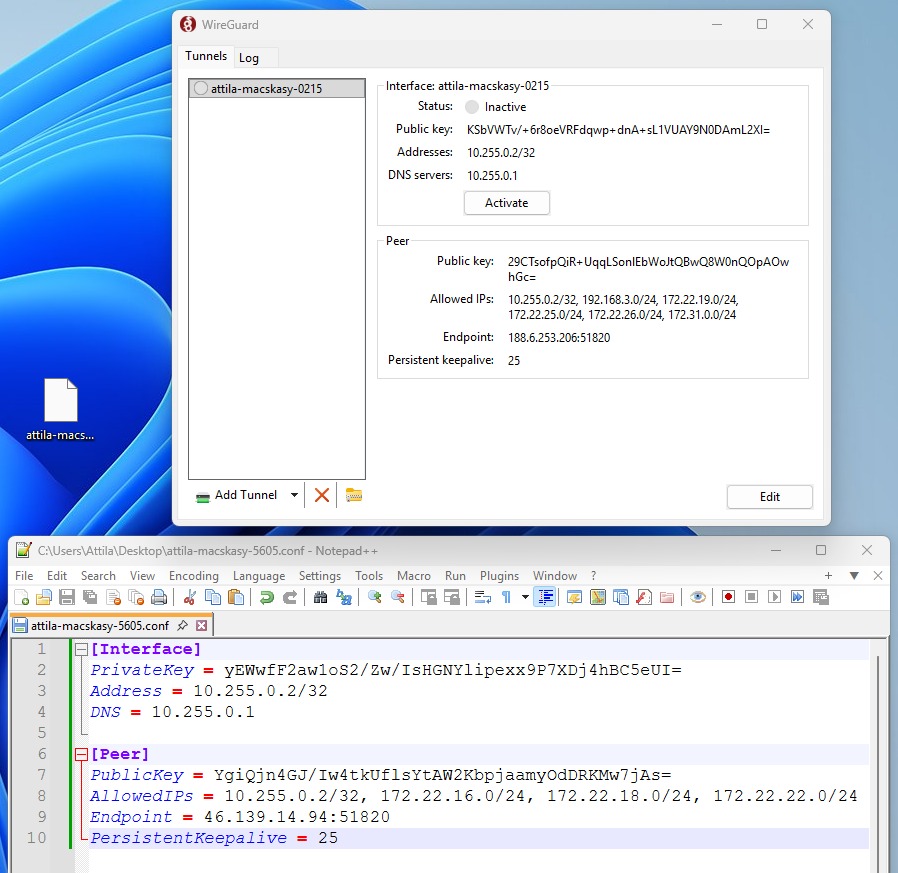 WireGuard
Tunnels Log
attila-macskasy-0215
Interface: attila-macskasy-0215
Status: Inactive
Public key: KSbVWTv/+6r8oeVRFdqwp+dnA+sL1VUAY9N0DAmL2XI=
Addresses: 10.255.0.2/32
DNS servers: 10.255.0.1
Activate
Peer
Public key: 29CTsofpQiR+UqqLSonIEbWoJtQBwQ8W0nQOpAOw
hGc=
Allowed IPs: 10.255.0.2/32, 192.168.3.0/24, 172.22.19.0/24,
172.22.25.0/24, 172.22.26.0/24, 172.31.0.0/24
Endpoint: 188.6.253.206:51820
Persistent keepalive: 25
attila-macs...
Add Tunnel
Edit
C:\Users\Attila\Desktop\attila-macskasy-5605.conf - Notepad++
File Edit Search View Encoding Language Settings Tools Macro Run Plugins Window ?
attila-macskasy-5605.conf
1 [Interface]
2 PrivateKey = yEWwfF2aw1oS2/Zw/IsHGNYlipexx9P7XDj4hBC5eUI=
3 Address = 10.255.0.2/32
4 DNS = 10.255.0.1
5
6 [Peer]
7 PublicKey = YgiQjn4GJ/Iw4tkUflsYtAW2KbpjaamyOdDRKMw7jAs=
8 AllowedIPs = 10.255.0.2/32, 172.22.16.0/24, 172.22.18.0/24, 172.22.22.0/24
9 Endpoint = 46.139.14.94:51820
10 PersistentKeepalive = 25